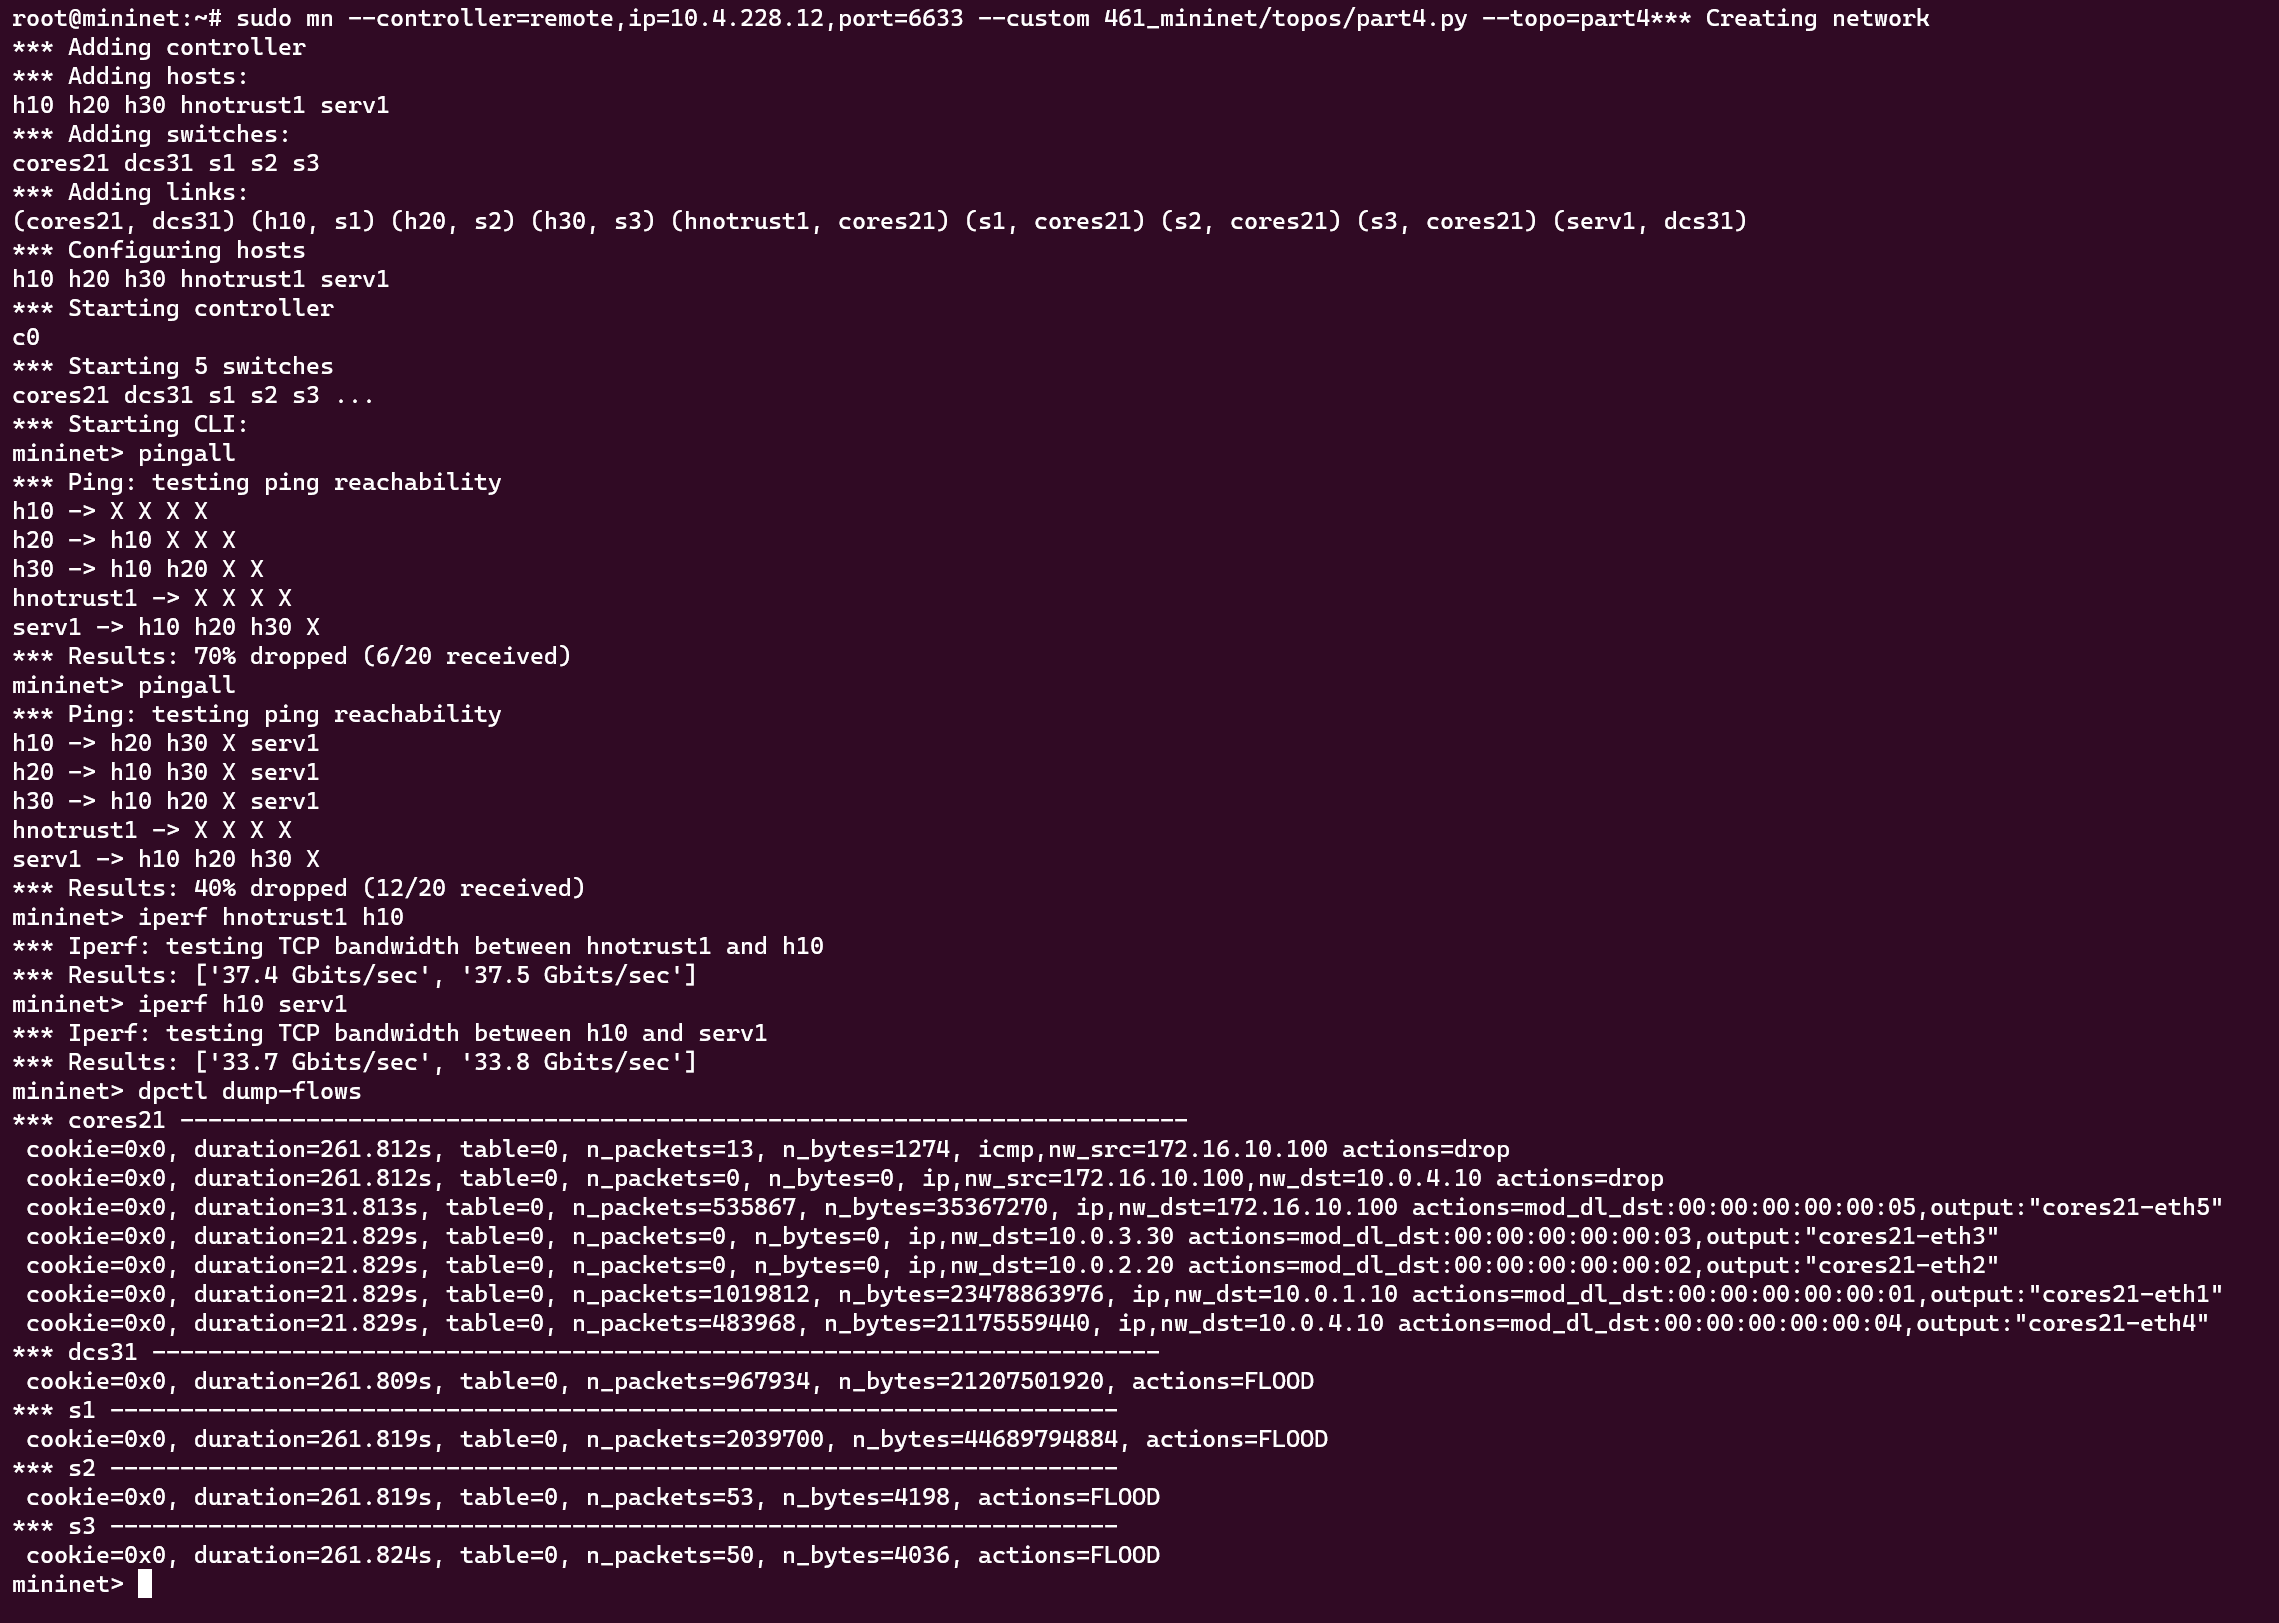 root@mininet:~# sudo mn --controller=remote,ip=10.4.228.12,port=6633 --custom 461_mininet/topos/part4.py --topo=part4*** Creating network
*** Adding controller
*** Adding hosts:
h10 h20 h30 hnotrust1 serv1
*** Adding switches:
cores21 dcs31 s1 s2 s3
*** Adding links:
(cores21, dcs31) (h10, s1) (h20, s2) (h30, s3) (hnotrust1, cores21) (s1, cores21) (s2, cores21) (s3, cores21) (serv1, dcs31)
*** Configuring hosts
h10 h20 h30 hnotrust1 serv1
*** Starting controller
c0
*** Starting 5 switches
cores21 dcs31 s1 s2 s3 ...
*** Starting CLI:
mininet> pingall
*** Ping: testing ping reachability
h10 -> X X X X
h20 -> h10 X X X
h30 -> h10 h20 X X
hnotrust1 -> X X X X
serv1 -> h10 h20 h30 X
*** Results: 70% dropped (6/20 received)
mininet> pingall
*** Ping: testing ping reachability
h10 -> h20 h30 X serv1
h20 -> h10 h30 X serv1
h30 -> h10 h20 X serv1
hnotrust1 -> X X X X
serv1 -> h10 h20 h30 X
*** Results: 40% dropped (12/20 received)
mininet> iperf hnotrust1 h10
*** Iperf: testing TCP bandwidth between hnotrust1 and h10
*** Results: ['37.4 Gbits/sec', '37.5 Gbits/sec']
mininet> iperf h10 serv1
*** Iperf: testing TCP bandwidth between h10 and serv1
*** Results: ['33.7 Gbits/sec', '33.8 Gbits/sec']
mininet> dpctl dump-flows
*** cores21 ------------------------------------------------------------------------
 cookie=0x0, duration=261.812s, table=0, n_packets=13, n_bytes=1274, icmp,nw_src=172.16.10.100 actions=drop
 cookie=0x0, duration=261.812s, table=0, n_packets=0, n_bytes=0, ip,nw_src=172.16.10.100,nw_dst=10.0.4.10 actions=drop
 cookie=0x0, duration=31.813s, table=0, n_packets=535867, n_bytes=35367270, ip,nw_dst=172.16.10.100 actions=mod_dl_dst:00:00:00:00:00:05,output:"cores21-eth5"
 cookie=0x0, duration=21.829s, table=0, n_packets=0, n_bytes=0, ip,nw_dst=10.0.3.30 actions=mod_dl_dst:00:00:00:00:00:03,output:"cores21-eth3"
 cookie=0x0, duration=21.829s, table=0, n_packets=0, n_bytes=0, ip,nw_dst=10.0.2.20 actions=mod_dl_dst:00:00:00:00:00:02,output:"cores21-eth2"
 cookie=0x0, duration=21.829s, table=0, n_packets=1019812, n_bytes=23478863976, ip,nw_dst=10.0.1.10 actions=mod_dl_dst:00:00:00:00:00:01,output:"cores21-eth1"
 cookie=0x0, duration=21.829s, table=0, n_packets=483968, n_bytes=21175559440, ip,nw_dst=10.0.4.10 actions=mod_dl_dst:00:00:00:00:00:04,output:"cores21-eth4"
*** dcs31 ------------------------------------------------------------------------
 cookie=0x0, duration=261.809s, table=0, n_packets=967934, n_bytes=21207501920, actions=FLOOD
*** s1 ------------------------------------------------------------------------
 cookie=0x0, duration=261.819s, table=0, n_packets=2039700, n_bytes=44689794884, actions=FLOOD
*** s2 ------------------------------------------------------------------------
 cookie=0x0, duration=261.819s, table=0, n_packets=53, n_bytes=4198, actions=FLOOD
*** s3 ------------------------------------------------------------------------
 cookie=0x0, duration=261.824s, table=0, n_packets=50, n_bytes=4036, actions=FLOOD
mininet>